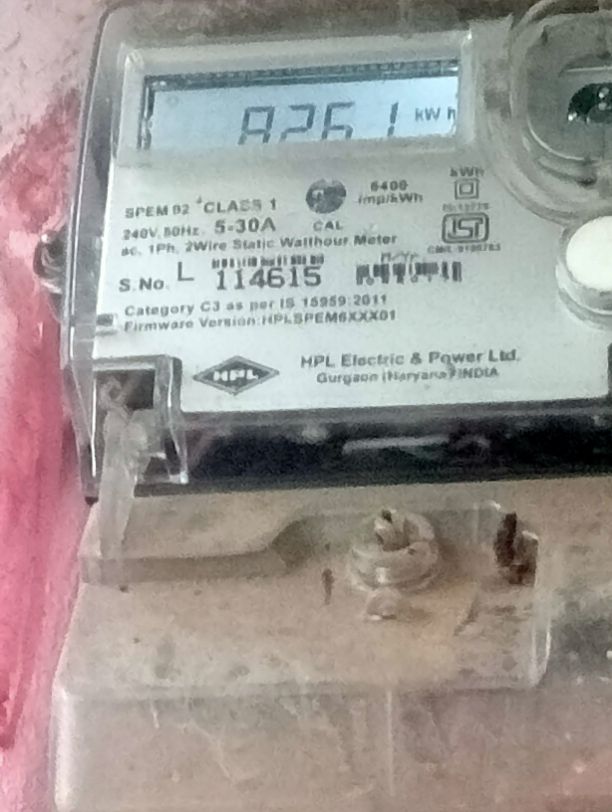 8261 kWh
SPEM 02 CLASS 1
6400 imp/kWh
kWh
240V, 50Hz. 5-30A
CAL
ac, 1Ph, 2Wire Static Watthour Meter
S.No. L 114615
Category C3 as per IS 15959:2011
Firmware Version:HPLSPEM6XXX01
HPL
HPL Electric & Power Ltd.
Gurgaon (Haryana) INDIA